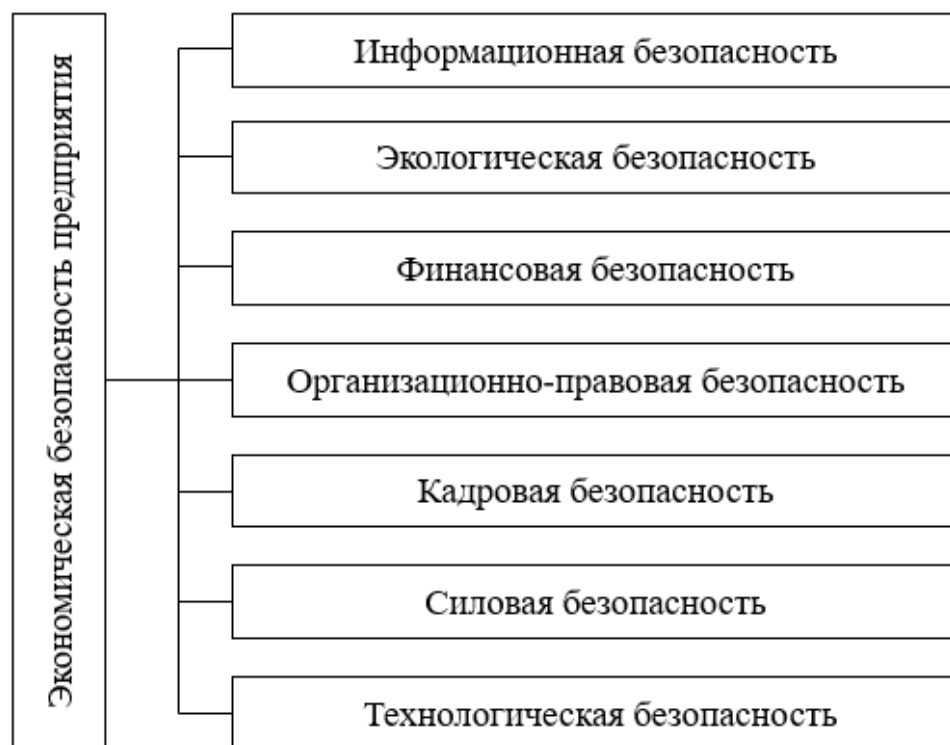 Экономическая безопасность предприятия
Информационная безопасность
Экологическая безопасность
Финансовая безопасность
Организационно-правовая безопасность
Кадровая безопасность
Силовая безопасность
Технологическая безопасность